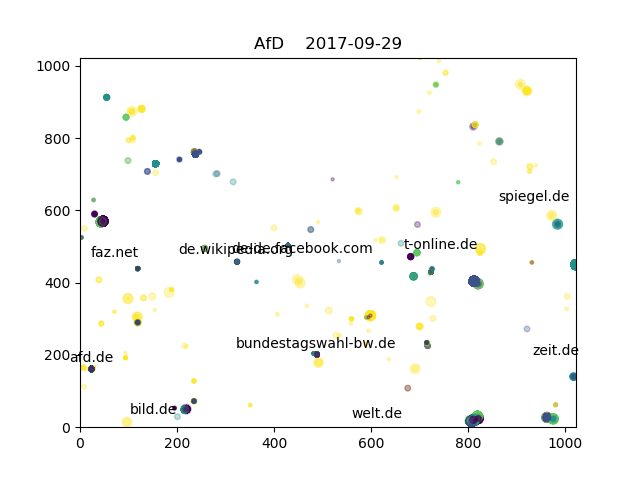 AfD    2017-09-29
1000
800
spiegel.de
600
t-online.de
faz.net
de.wikipedia.org
de-de.facebook.com
400
bundestagswahl-bw.de
zeit.de
200
afd.de
bild.de
welt.de
0
0 200 400 600 800 1000